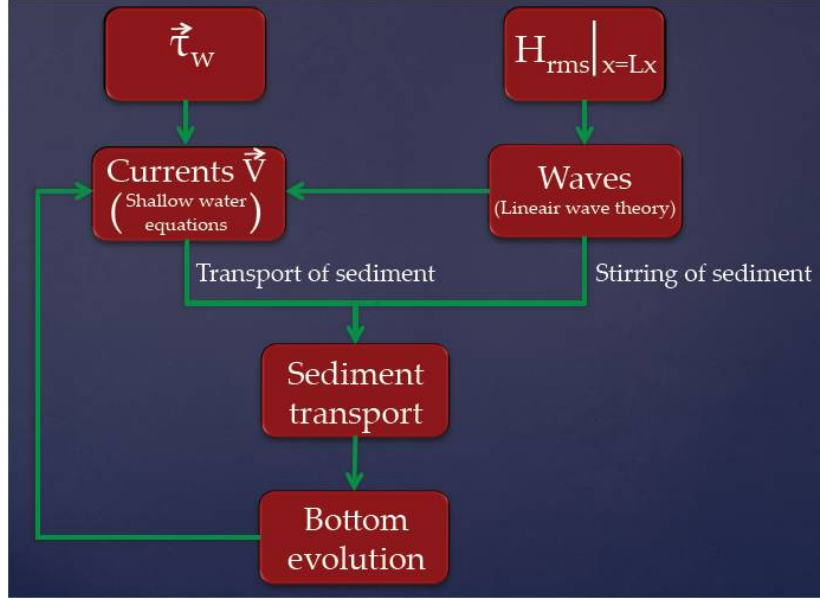 τ⃗w
Hrms|x=Lx
Currents V⃗
(Shallow water
equations)
Waves
(Lineair wave theory)
Transport of sediment
Stirring of sediment
Sediment
transport
Bottom
evolution